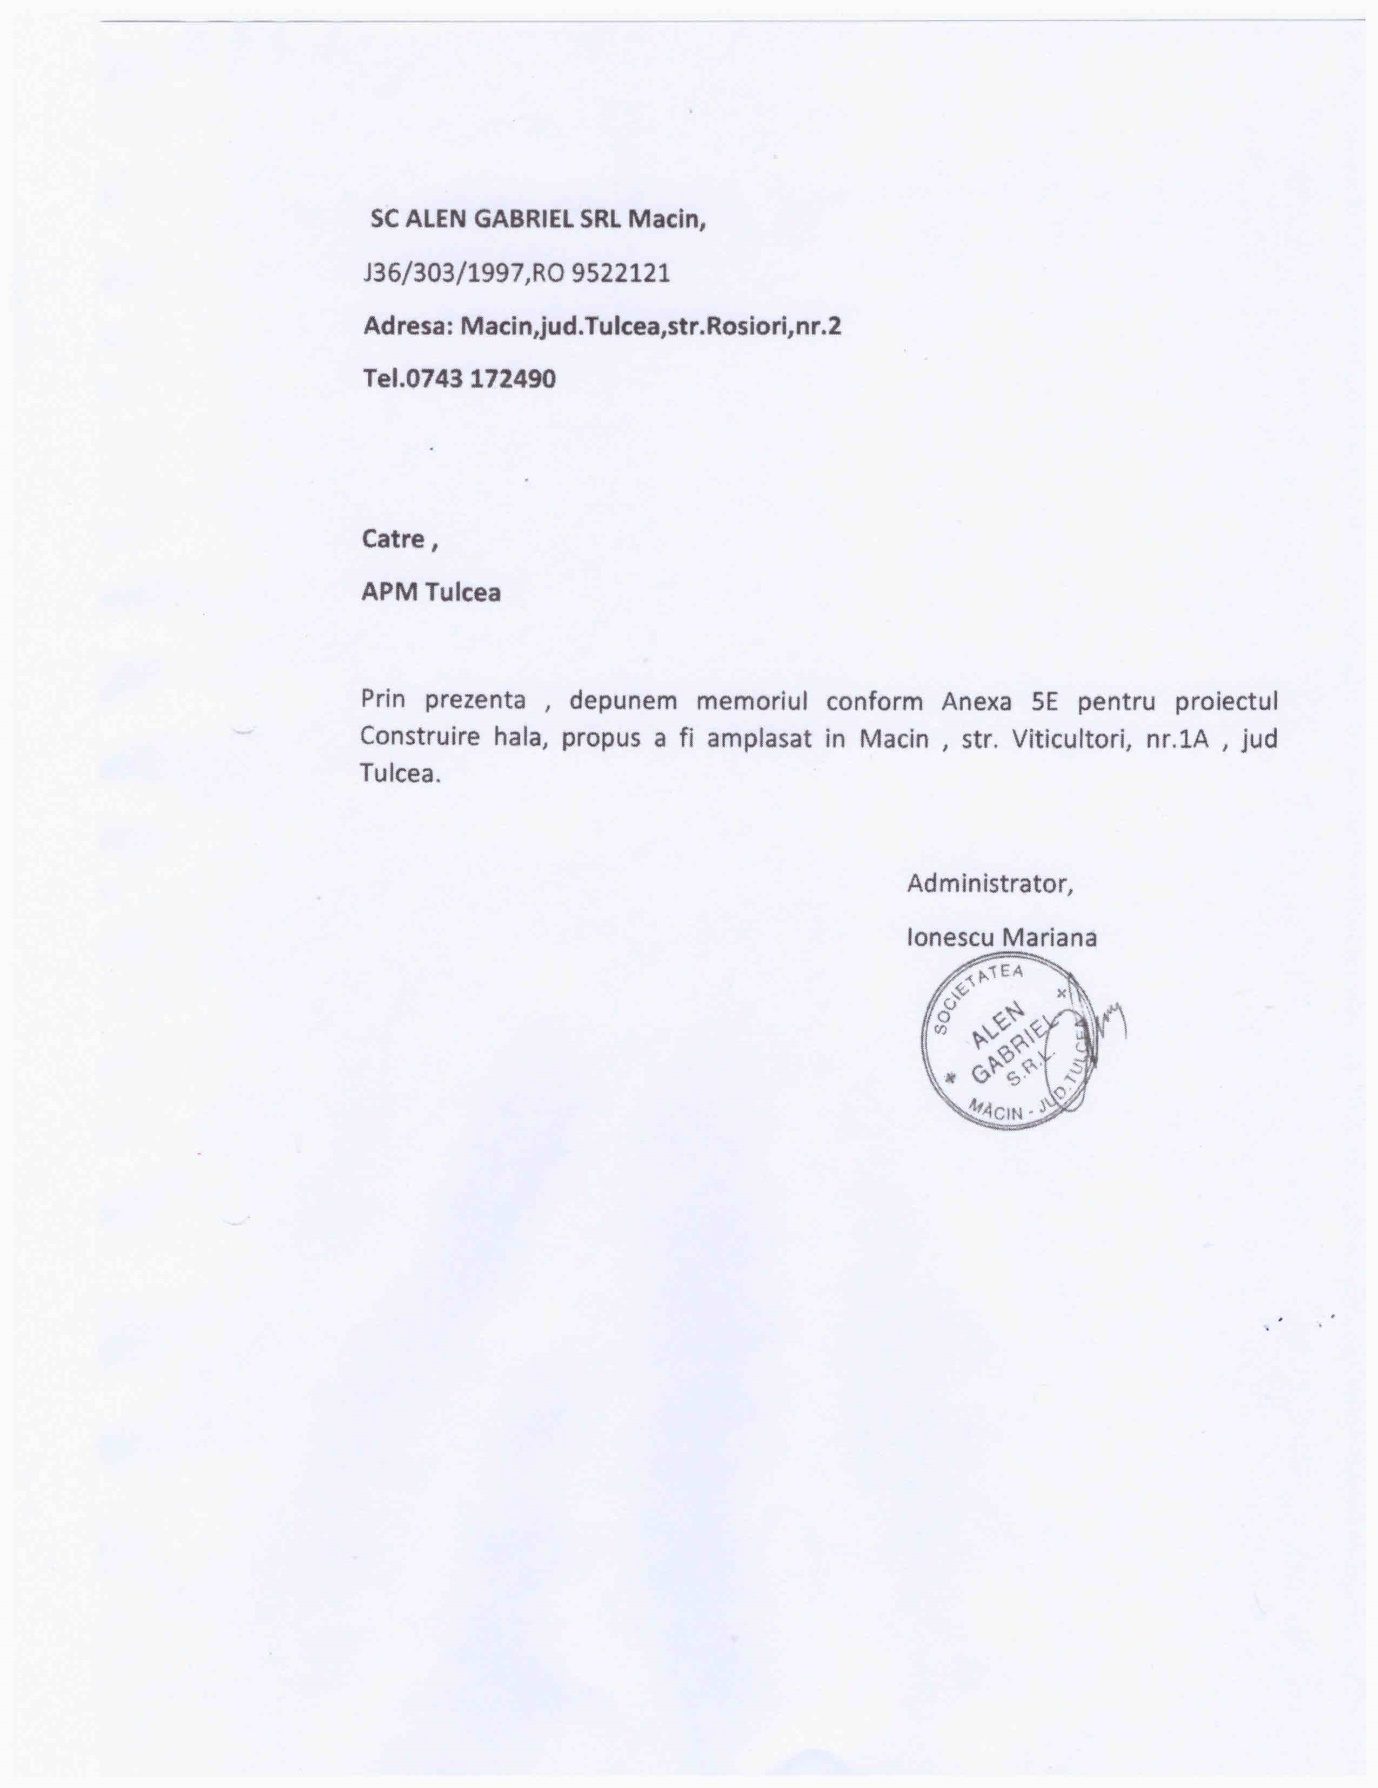 SC ALEN GABRIEL SRL Macin,
J36/303/1997,RO 9522121
Adresa: Macin,jud.Tulcea,str.Rosiori,nr.2
Tel.0743 172490
Catre ,
APM Tulcea
Prin prezenta , depunem memoriul conform Anexa 5E pentru proiectul
Construire hala, propus a fi amplasat in Macin , str. Viticultori, nr.1A , jud
Tulcea.
Administrator,
Ionescu Mariana
SOCIETATEA
ALEN
GABRIEL
S.R.L.
MĂCIN - JUD.TULCEA